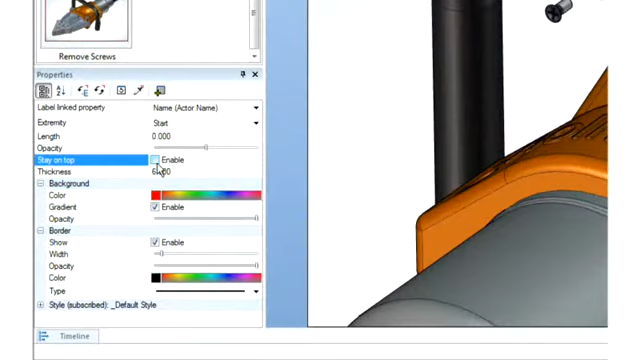 Remove Screws
Properties
Label linked property Name (Actor Name)
Extremity Start
Length 0.000
Opacity
Stay on top Enable
Thickness
Background
Color
Gradient Enable
Opacity
Border
Show Enable
Width
Opacity
Color
Type
Style (subscribed): _Default Style
Timeline